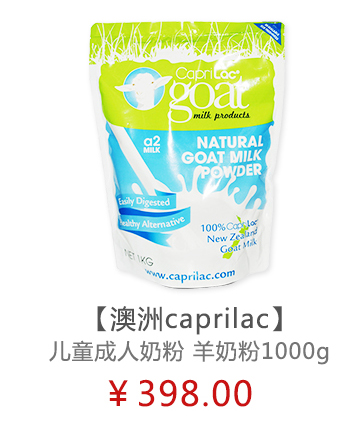 CapriLac
goat
milk products
a2
MILK
NATURAL
GOAT MILK
POWDER
Easily Digested
Healthy Alternative
100% CapriLac
New Zealand
Goat Milk
NET 1KG
www.caprilac.com
【澳洲caprilac】
儿童成人奶粉 羊奶粉1000g
¥ 398.00